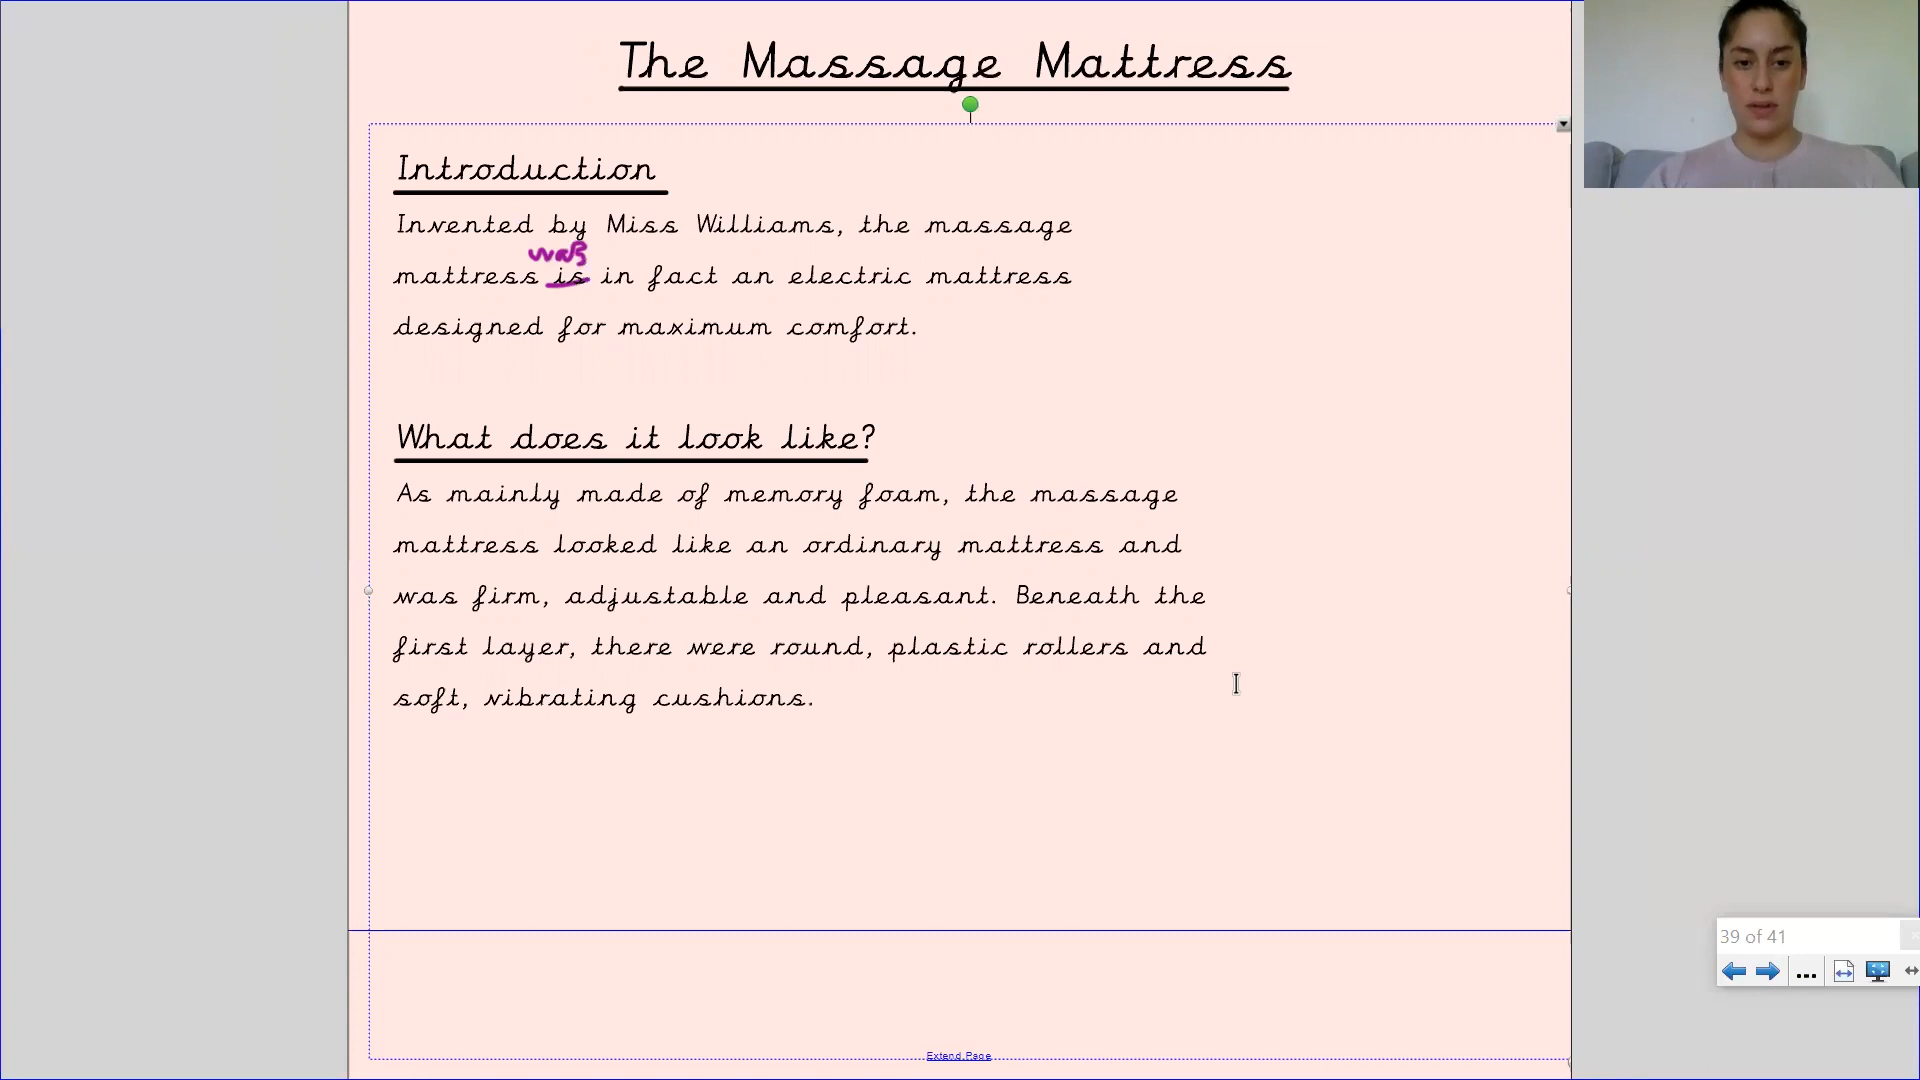 The Massage Mattress
Introduction
Invented by Miss Williams, the massage
was
mattress is in fact an electric mattress
designed for maximum comfort.
What does it look like?
As mainly made of memory foam, the massage
mattress looked like an ordinary mattress and
was firm, adjustable and pleasant. Beneath the
first layer, there were round, plastic rollers and
soft, vibrating cushions.
39 of 41
...
Extend Page